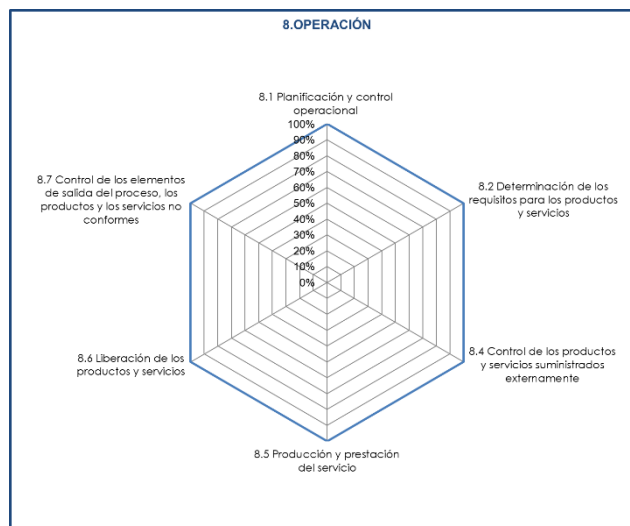 8.OPERACIÓN
8.1 Planificación y control
operacional
100%
90%
80%
70%
60%
50%
40%
30%
20%
10%
0%
8.2 Determinación de los
requisitos para los productos
y servicios
8.4 Control de los productos
y servicios suministrados
externamente
8.5 Producción y prestación
del servicio
8.6 Liberación de los
productos y servicios
8.7 Control de los elementos
de salida del proceso, los
productos y los servicios no
conformes